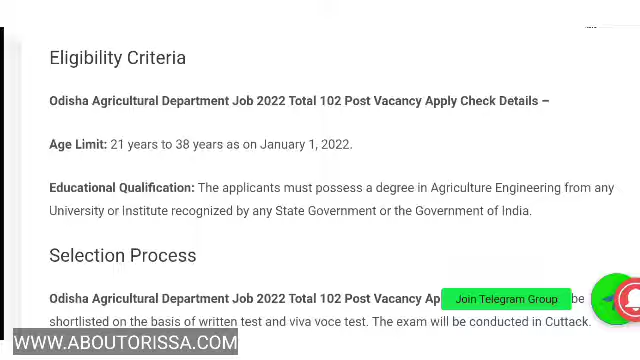 Eligibility Criteria
Odisha Agricultural Department Job 2022 Total 102 Post Vacancy Apply Check Details –
Age Limit: 21 years to 38 years as on January 1, 2022.
Educational Qualification: The applicants must possess a degree in Agriculture Engineering from any
University or Institute recognized by any State Government or the Government of India.
Selection Process
Odisha Agricultural Department Job 2022 Total 102 Post Vacancy be
Join Telegram Group
shortlisted on the basis of written test and viva voce test. The exam will be conducted in Cuttack.
WWW.ABOUTORISSA.COM